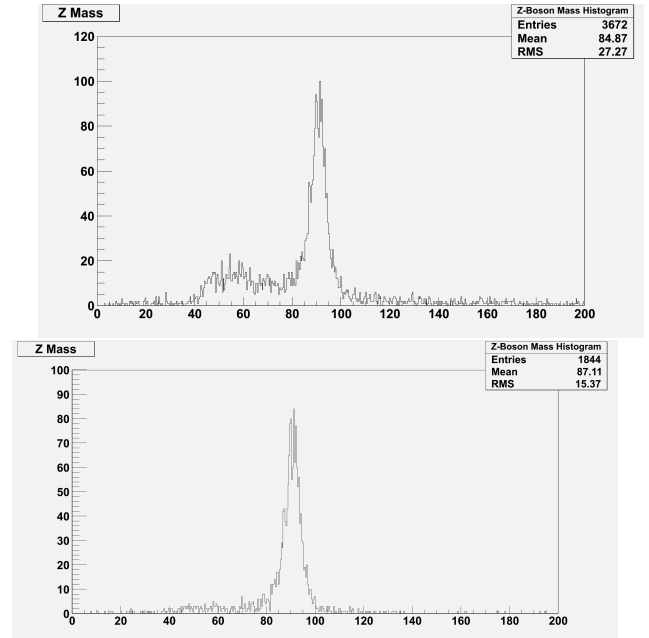 Z Mass
Z-Boson Mass Histogram
Entries 3672
Mean 84.87
RMS 27.27
120
100
80
60
40
20
0
0 20 40 60 80 100 120 140 160 180 200
Z Mass
Z-Boson Mass Histogram
Entries 1844
Mean 87.11
RMS 15.37
100
90
80
70
60
50
40
30
20
10
0
0 20 40 60 80 100 120 140 160 180 200